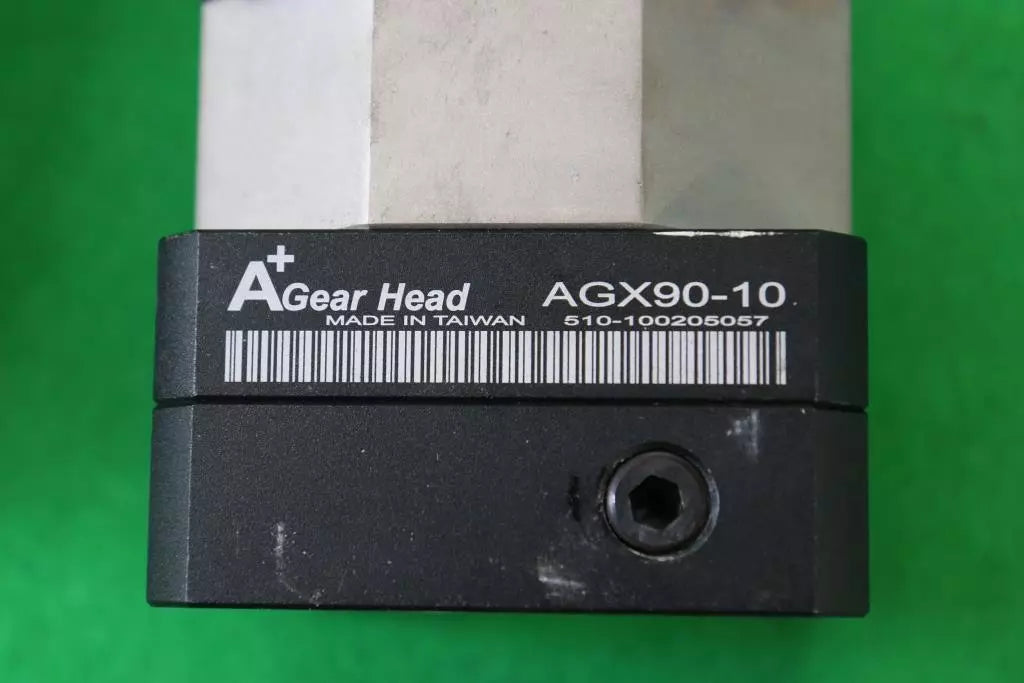 A+ Gear Head AGX90-10
MADE IN TAIWAN 510-100205057